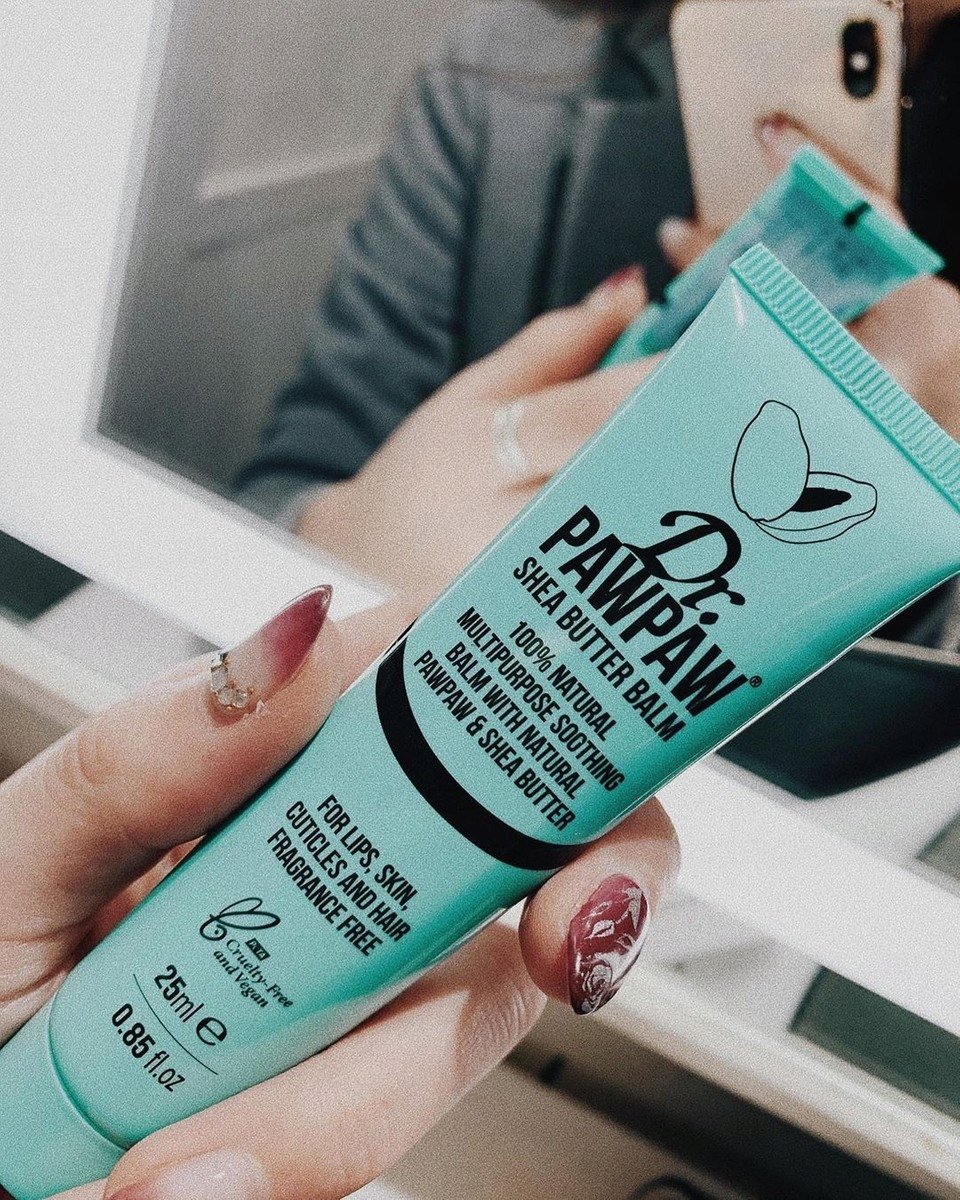 Dr.
PAWPAW®
SHEA BUTTER BALM
100% NATURAL
MULTIPURPOSE SOOTHING
BALM WITH NATURAL
PAWPAW & SHEA BUTTER
FOR LIPS, SKIN,
CUTICLES AND HAIR
FRAGRANCE FREE
PETA
Cruelty-Free
and Vegan
25ml e
0.85 fl.oz